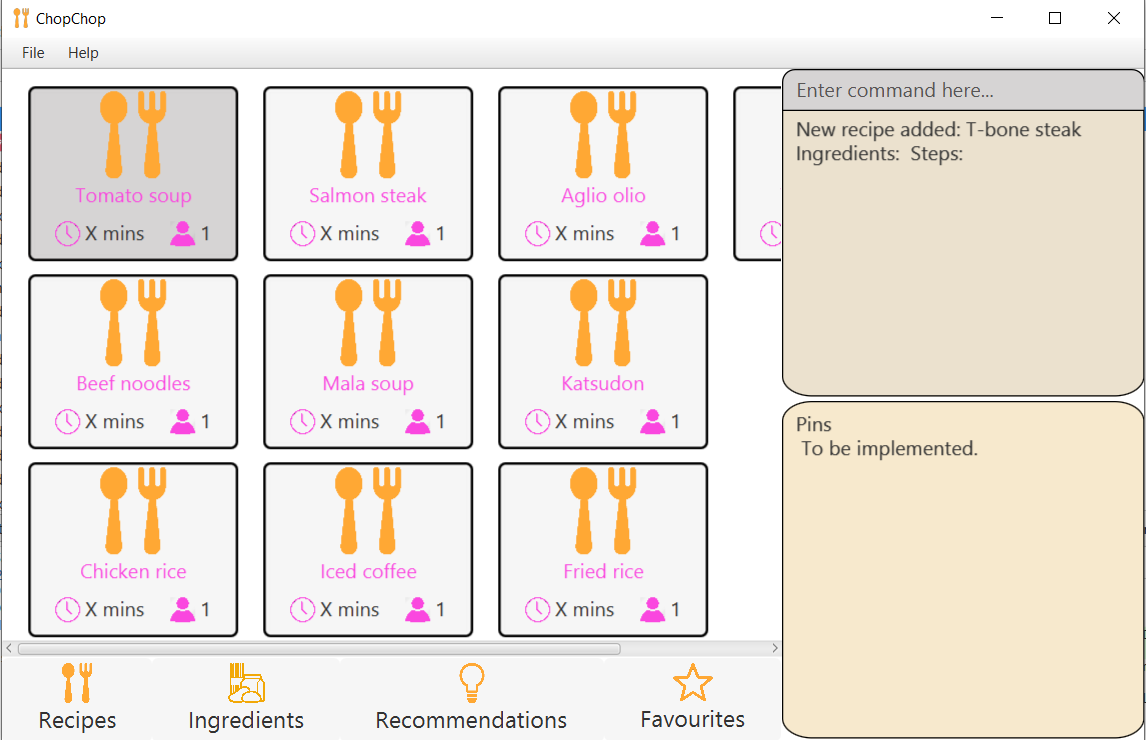 ChopChop
File Help
Enter command here...
New recipe added: T-bone steak
Ingredients:  Steps:
Tomato soup
X mins 1
Salmon steak
X mins 1
Aglio olio
X mins 1
Beef noodles
X mins 1
Mala soup
X mins 1
Katsudon
X mins 1
Chicken rice
X mins 1
Iced coffee
X mins 1
Fried rice
X mins 1
Pins
To be implemented.
Recipes
Ingredients
Recommendations
Favourites